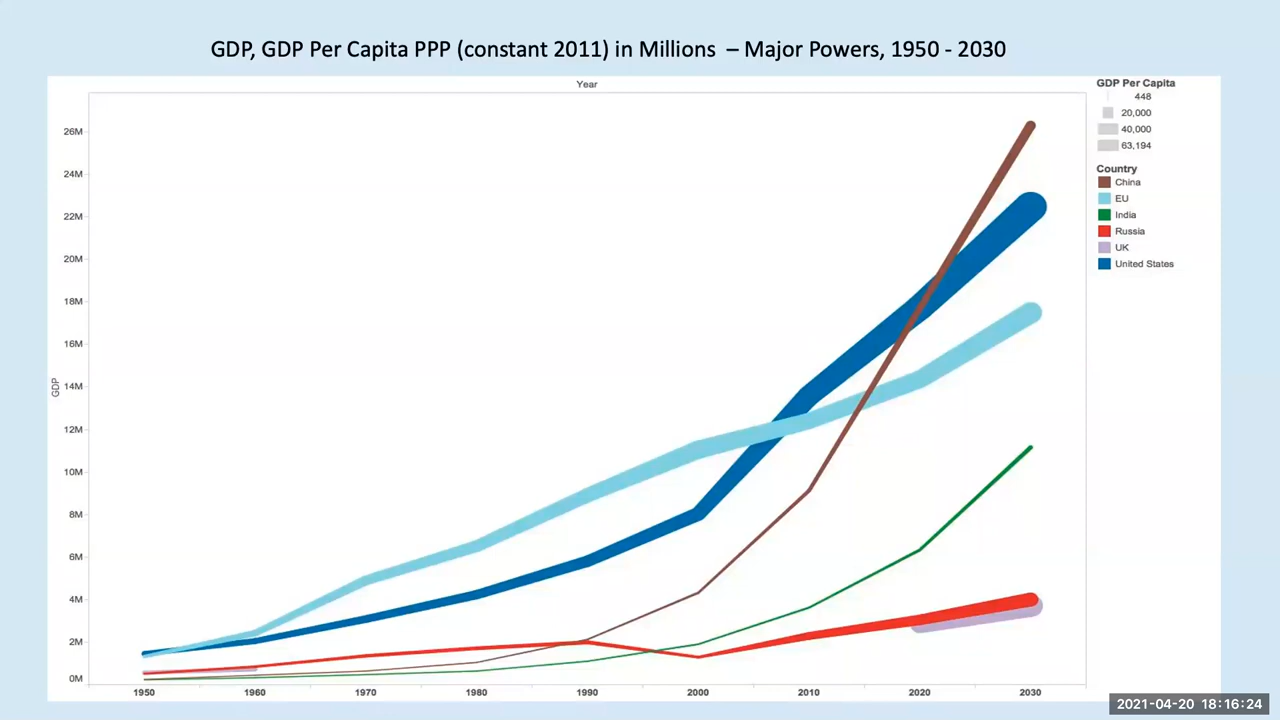 GDP, GDP Per Capita PPP (constant 2011) in Millions – Major Powers, 1950 - 2030
Year
GDP Per Capita
448
20,000
40,000
63,194
Country
China
EU
India
Russia
UK
United States
GDP
26M
24M
22M
20M
18M
16M
14M
12M
10M
8M
6M
4M
2M
0M
1950 1960 1970 1980 1990 2000 2010 2020 2030
2021-04-20 18:16:24